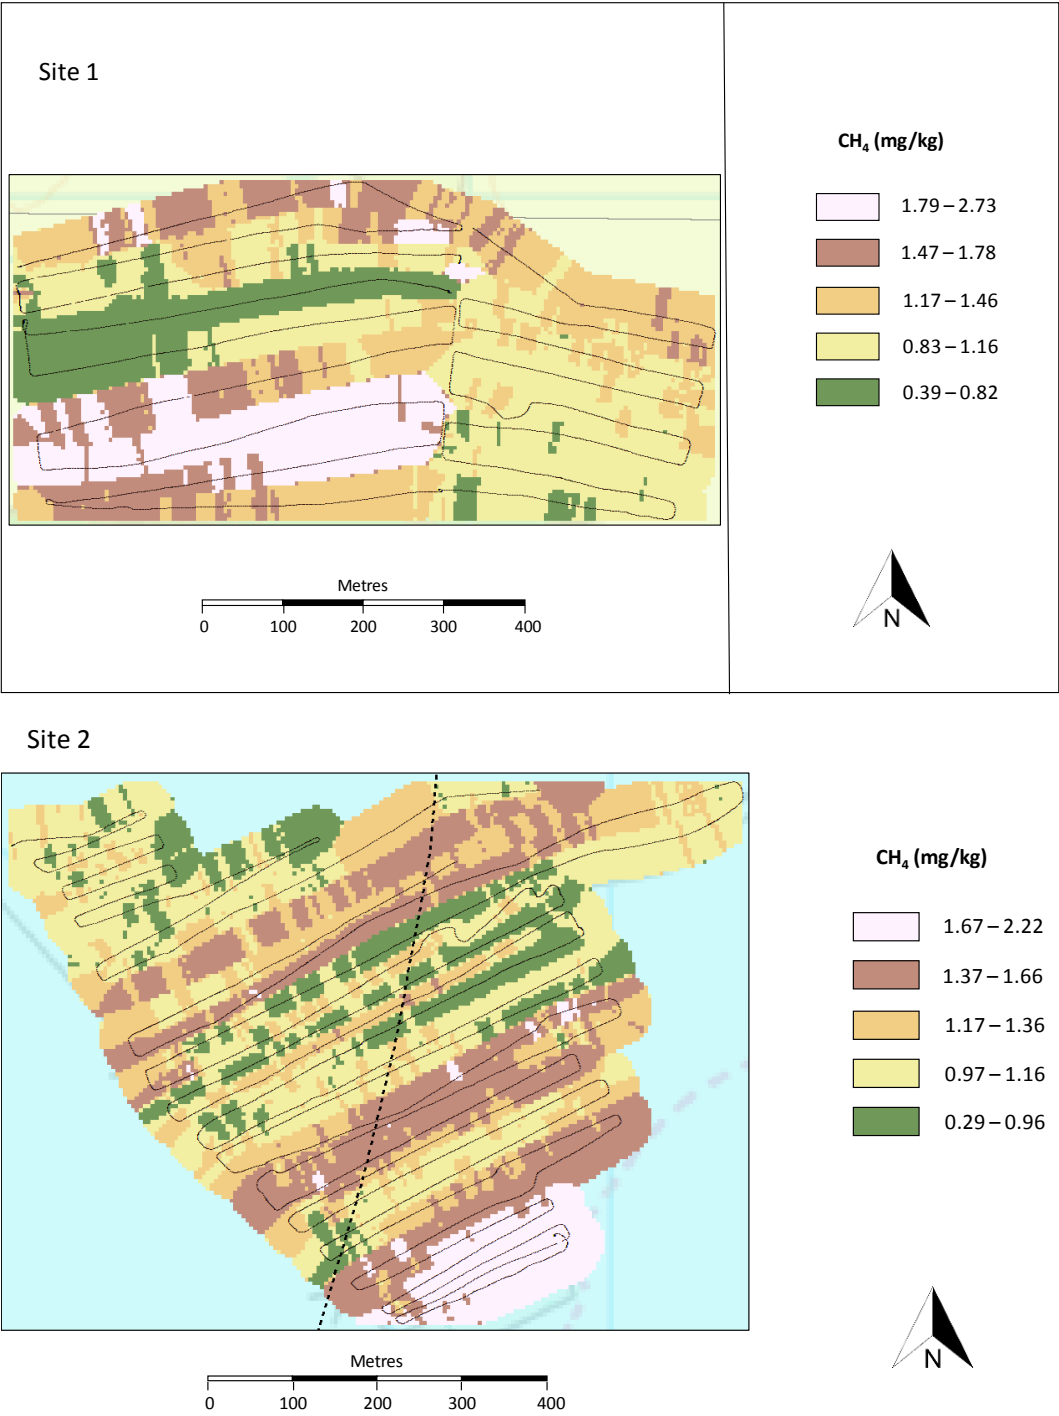 Site 1
CH₄ (mg/kg)
1.79 – 2.73
1.47 – 1.78
1.17 – 1.46
0.83 – 1.16
0.39 – 0.82
Metres
0 100 200 300 400
N
Site 2
CH₄ (mg/kg)
1.67 – 2.22
1.37 – 1.66
1.17 – 1.36
0.97 – 1.16
0.29 – 0.96
Metres
0 100 200 300 400
N